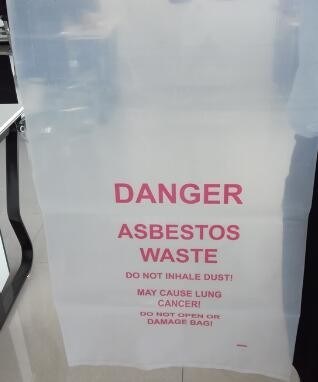 DANGER
ASBESTOS
WASTE
DO NOT INHALE DUST!
MAY CAUSE LUNG
CANCER!
DO NOT OPEN OR
DAMAGE BAG!